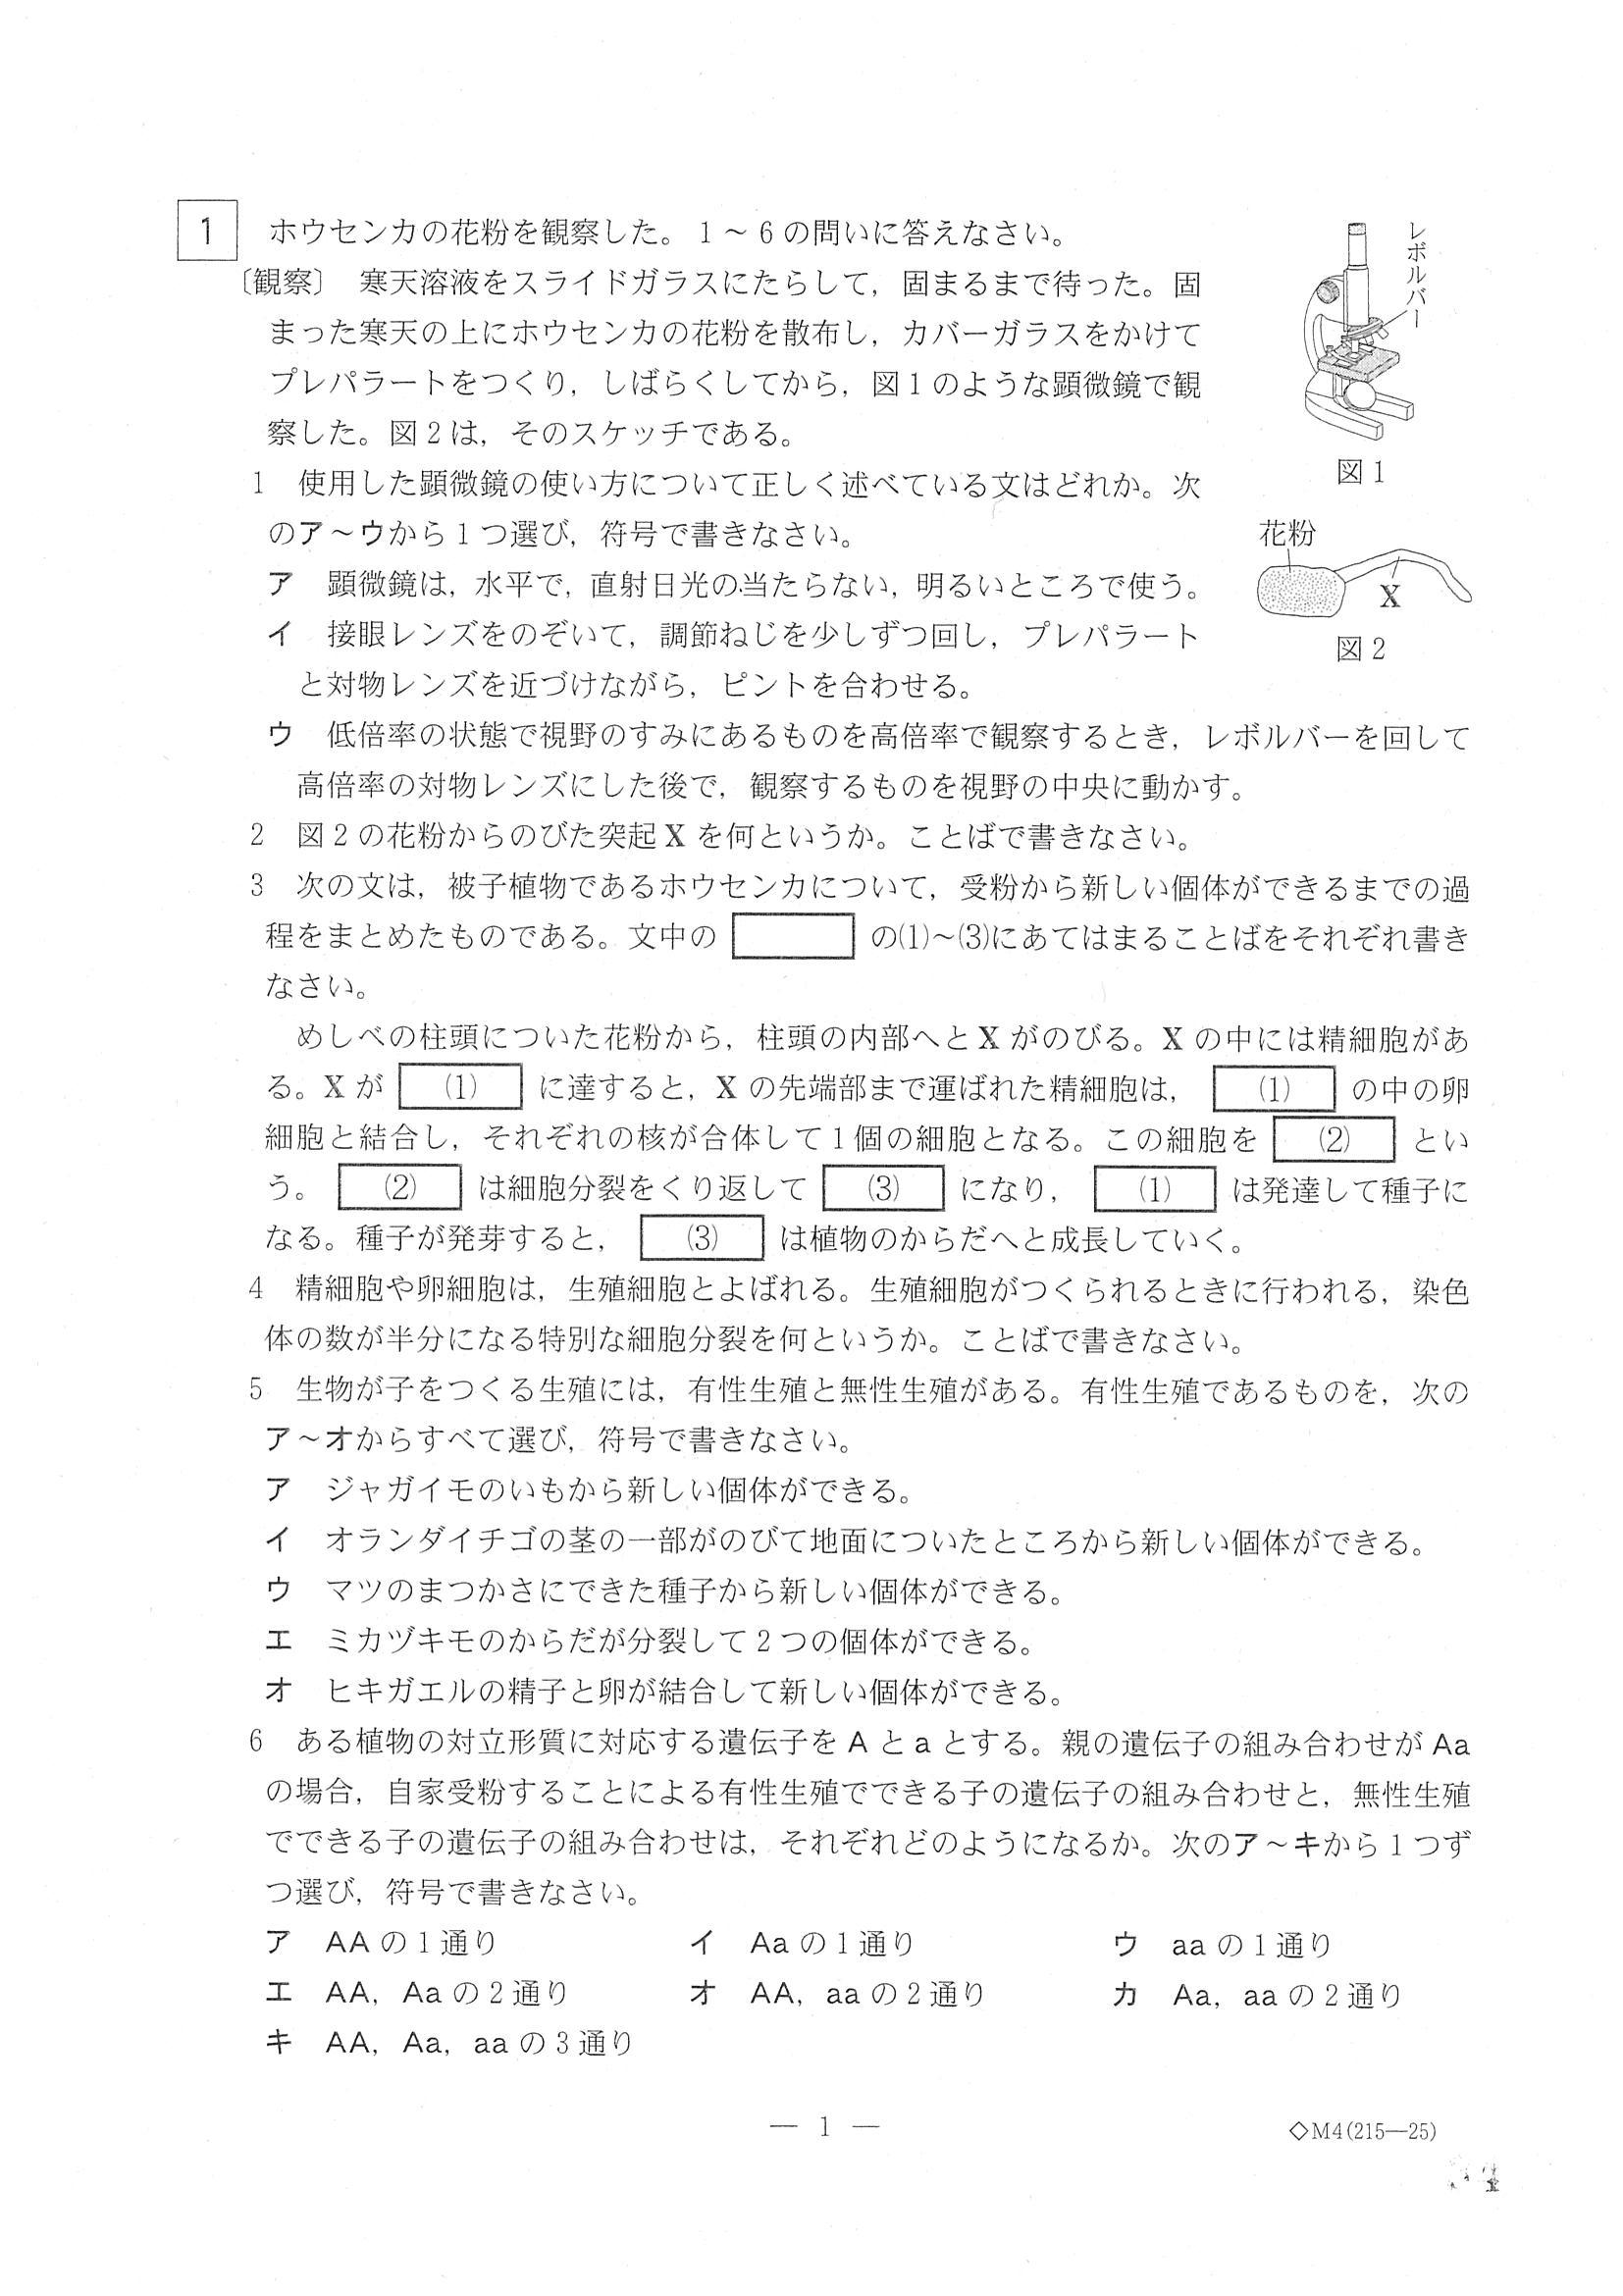 1 ホウセンカの花粉を観察した。1～6の問いに答えなさい。
〔観察〕 寒天溶液をスライドガラスにたらして，固まるまで待った。固
まった寒天の上にホウセンカの花粉を散布し，カバーガラスをかけて
プレパラートをつくり，しばらくしてから，図1のような顕微鏡で観
察した。図2は，そのスケッチである。
レボルバー
図1
1 使用した顕微鏡の使い方について正しく述べている文はどれか。次
のア～ウから1つ選び，符号で書きなさい。
ア 顕微鏡は，水平で，直射日光の当たらない，明るいところで使う。
イ 接眼レンズをのぞいて，調節ねじを少しずつ回し，プレパラート
と対物レンズを近づけながら，ピントを合わせる。
花粉
X
図2
ウ 低倍率の状態で視野のすみにあるものを高倍率で観察するとき，レボルバーを回して
高倍率の対物レンズにした後で，観察するものを視野の中央に動かす。
2 図2の花粉からのびた突起Xを何というか。ことばで書きなさい。
3 次の文は，被子植物であるホウセンカについて，受粉から新しい個体ができるまでの過
程をまとめたものである。文中の の⑴～⑶にあてはまることばをそれぞれ書き
なさい。
めしべの柱頭についた花粉から，柱頭の内部へとXがのびる。Xの中には精細胞があ
る。Xが ⑴ に達すると，Xの先端部まで運ばれた精細胞は， ⑴ の中の卵
細胞と結合し，それぞれの核が合体して1個の細胞となる。この細胞を ⑵ とい
う。 ⑵ は細胞分裂をくり返して ⑶ になり， ⑴ は発達して種子に
なる。種子が発芽すると， ⑶ は植物のからだへと成長していく。
4 精細胞や卵細胞は，生殖細胞とよばれる。生殖細胞がつくられるときに行われる，染色
体の数が半分になる特別な細胞分裂を何というか。ことばで書きなさい。
5 生物が子をつくる生殖には，有性生殖と無性生殖がある。有性生殖であるものを，次の
ア～オからすべて選び，符号で書きなさい。
ア ジャガイモのいもから新しい個体ができる。
イ オランダイチゴの茎の一部がのびて地面についたところから新しい個体ができる。
ウ マツのまつかさにできた種子から新しい個体ができる。
エ ミカヅキモのからだが分裂して2つの個体ができる。
オ ヒキガエルの精子と卵が結合して新しい個体ができる。
6 ある植物の対立形質に対応する遺伝子をAとaとする。親の遺伝子の組み合わせがAa
の場合，自家受粉することによる有性生殖でできる子の遺伝子の組み合わせと，無性生殖
でできる子の遺伝子の組み合わせは，それぞれどのようになるか。次のア～キから1つず
つ選び，符号で書きなさい。
ア AAの1通り イ Aaの1通り ウ aaの1通り
エ AA，Aaの2通り オ AA，aaの2通り カ Aa，aaの2通り
キ AA，Aa，aaの3通り
― 1 ―
◇M4(215―25)